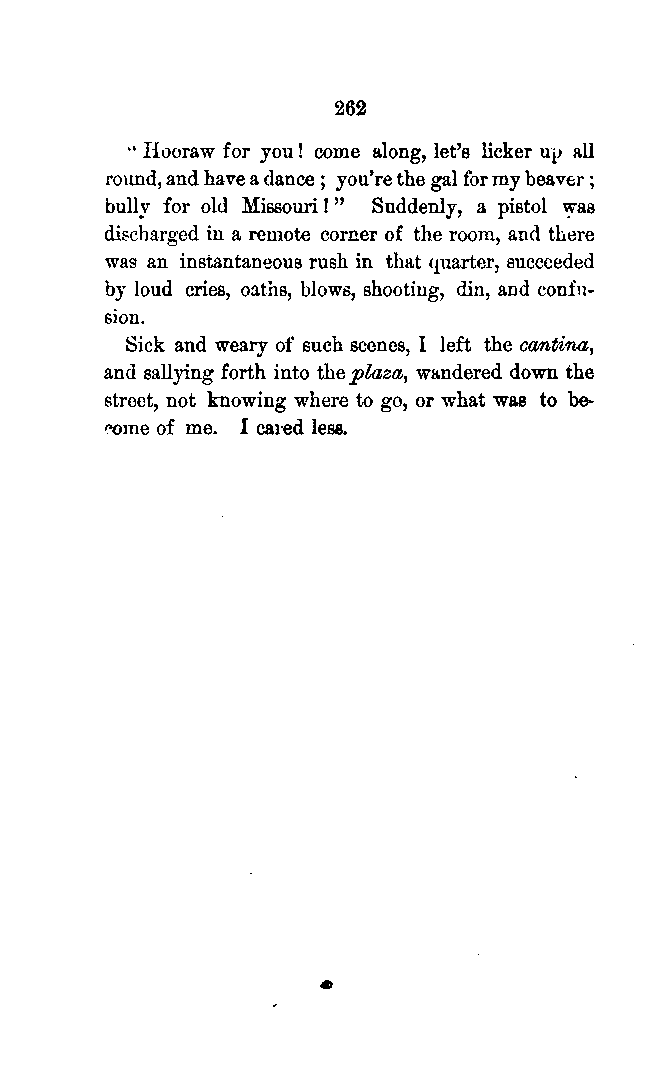 262
"Hooraw for you! come along, let's licker up all
round, and have a dance; you're the gal for my beaver;
bully for old Missouri!" Suddenly, a pistol was
discharged in a remote corner of the room, and there
was an instantaneous rush in that quarter, succeeded
by loud cries, oaths, blows, shooting, din, and confu-
sion.
Sick and weary of such scenes, I left the cantina,
and sallying forth into the plaza, wandered down the
street, not knowing where to go, or what was to be-
come of me. I cared less.